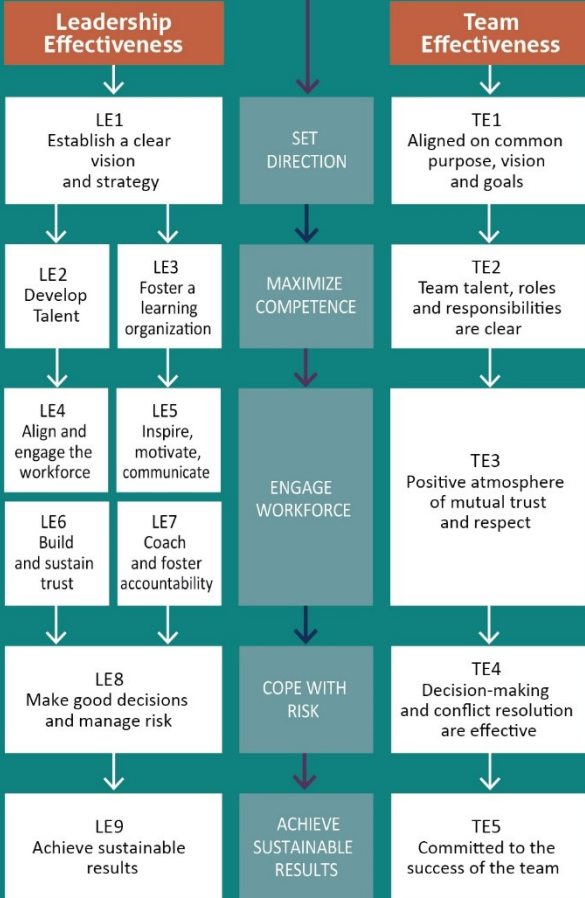 Leadership
Effectiveness
Team
Effectiveness
LE1
Establish a clear
vision
and strategy
SET
DIRECTION
TE1
Aligned on common
purpose, vision
and goals
LE2
Develop
Talent
LE3
Foster a
learning
organization
MAXIMIZE
COMPETENCE
TE2
Team talent, roles
and responsibilities
are clear
LE4
Align and
engage the
workforce
LE5
Inspire,
motivate,
communicate
LE6
Build
and sustain
trust
LE7
Coach
and foster
accountability
ENGAGE
WORKFORCE
TE3
Positive atmosphere
of mutual trust
and respect
LE8
Make good decisions
and manage risk
COPE WITH
RISK
TE4
Decision-making
and conflict resolution
are effective
LE9
Achieve sustainable
results
ACHIEVE
SUSTAINABLE
RESULTS
TE5
Committed to the
success of the team